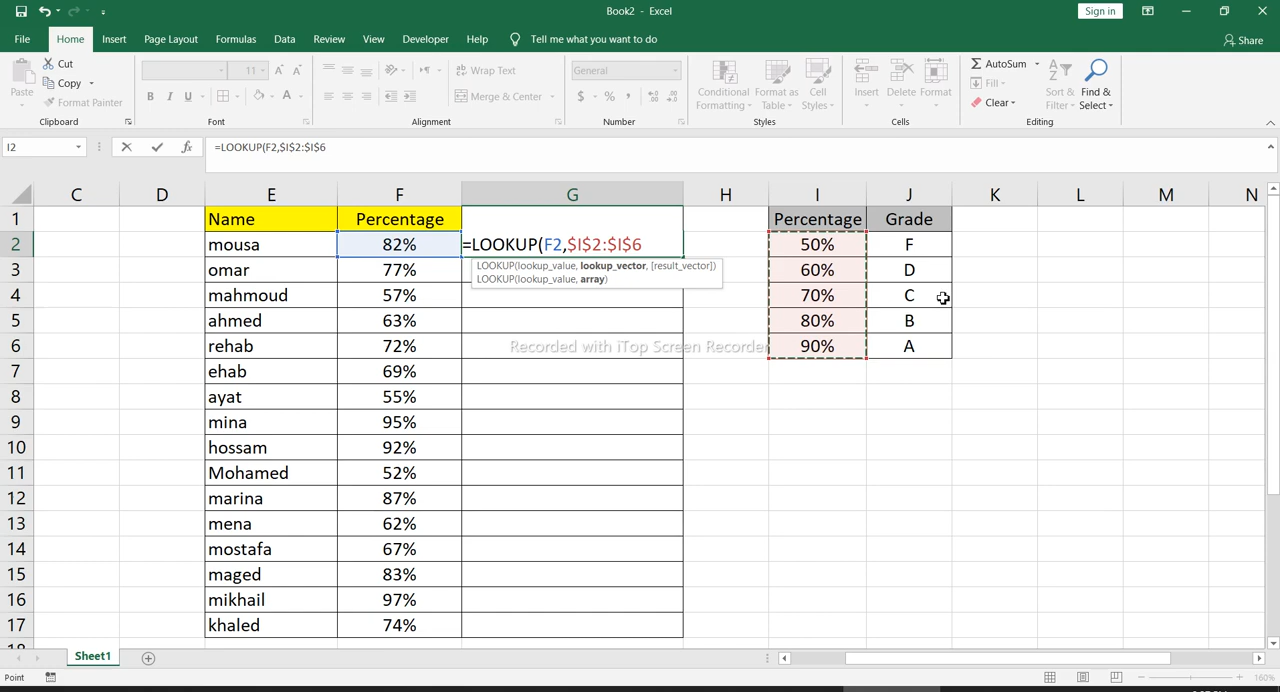 Book2 - Excel
Sign in
File Home Insert Page Layout Formulas Data Review View Developer Help Tell me what you want to do Share
Paste
Cut
Copy
Format Painter
Clipboard
11
B I U
Font
Wrap Text
Merge & Center
Alignment
General
$ % ,
Number
Conditional Formatting
Format as Table
Cell Styles
Styles
Insert Delete Format
Cells
AutoSum
Fill
Clear
Sort & Filter
Find & Select
Editing
I2 fx =LOOKUP(F2,$I$2:$I$6
C D E F G H I J K L M N
1 Name Percentage Percentage Grade
2 mousa 82% =LOOKUP(F2,$I$2:$I$6 50% F
LOOKUP(lookup_value, lookup_vector, [result_vector])
LOOKUP(lookup_value, array)
3 omar 77% 60% D
4 mahmoud 57% 70% C
5 ahmed 63% 80% B
6 rehab 72% 90% A
Recorded with iTop Screen Recorder
7 ehab 69%
8 ayat 55%
9 mina 95%
10 hossam 92%
11 Mohamed 52%
12 marina 87%
13 mena 62%
14 mostafa 67%
15 maged 83%
16 mikhail 97%
17 khaled 74%
Sheet1
Point
160%